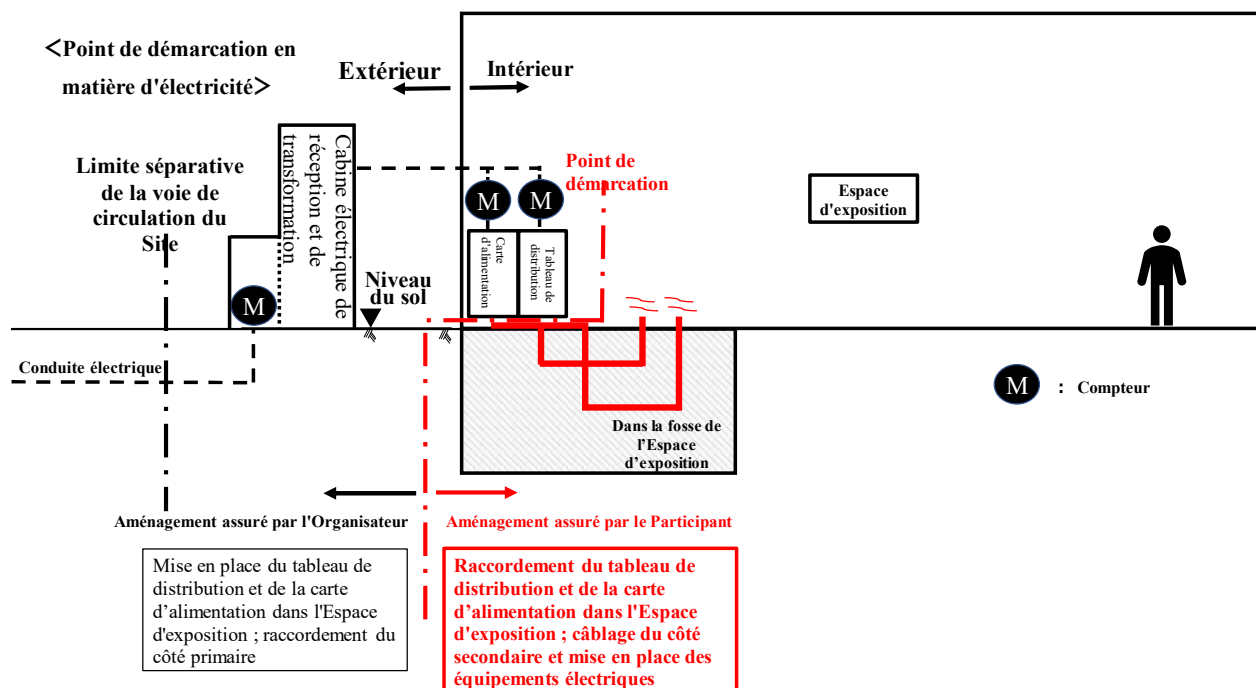 <Point de démarcation en
matière d'électricité>
Extérieur
Intérieur
Limite séparative
de la voie de
circulation du
Site
Cabine électrique de
réception et de
transformation
Point de
démarcation
M
M
M
Carte
d'alimentation
Tableau de
distribution
Espace
d'exposition
Niveau
du sol
Conduite électrique
M
: Compteur
Dans la fosse de
l'Espace
d'exposition
Aménagement assuré par l'Organisateur
Aménagement assuré par le Participant
Mise en place du tableau de
distribution et de la carte
d'alimentation dans l'Espace
d'exposition ; raccordement du
côté primaire
Raccordement du tableau de
distribution et de la carte
d'alimentation dans l'Espace
d'exposition ; câblage du côté
secondaire et mise en place des
équipements électriques